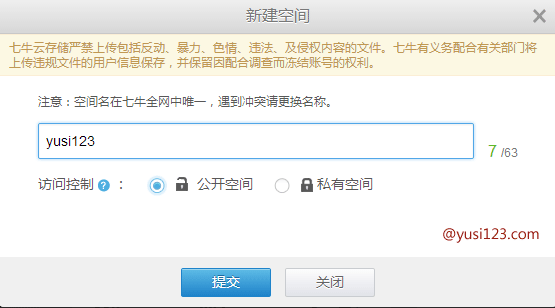 新建空间
七牛云存储严禁上传包括反动、暴力、色情、违法、及侵权内容的文件。七牛有义务配合有关部门将
上传违规文件的用户信息保存，并保留因配合调查而冻结账号的权利。
注意：空间名在七牛全网中唯一，遇到冲突请更换名称。
yusi123
7 /63
访问控制 ? ： 公开空间 私有空间
@yusi123.com
提交 关闭